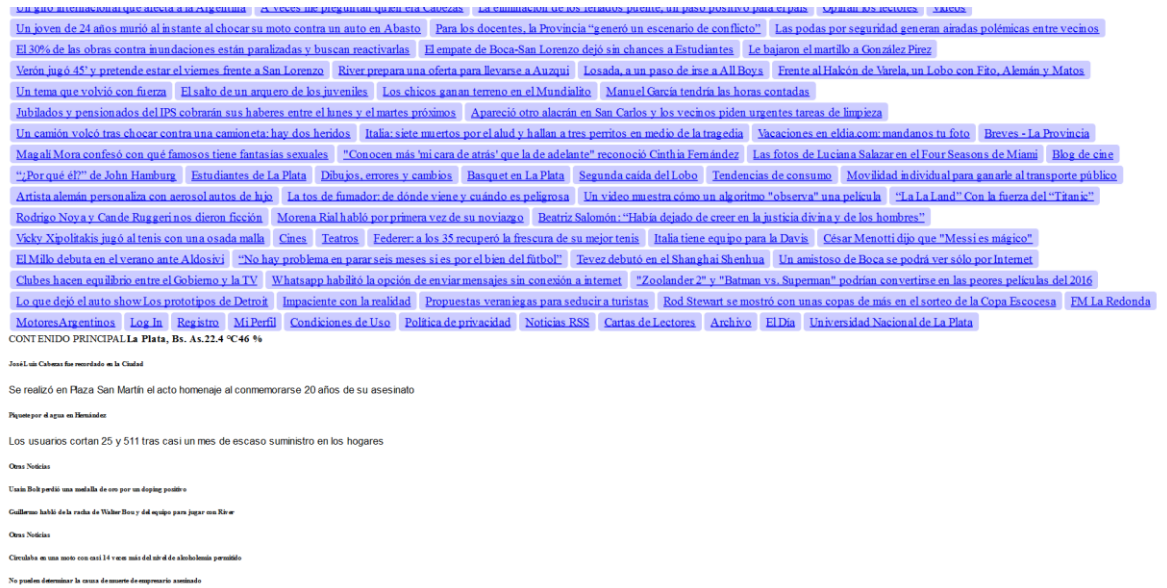 Un giro internacional que afecta a la Argentina A veces me preguntan quién era Cabezas La eliminación de los feriados puente, un paso positivo para el país Opinan los lectores Videos
Un joven de 24 años murió al instante al chocar su moto contra un auto en Abasto Para los docentes, la Provincia “generó un escenario de conflicto” Las podas por seguridad generan airadas polémicas entre vecinos
El 30% de las obras contra inundaciones están paralizadas y buscan reactivarlas El empate de Boca-San Lorenzo dejó sin chances a Estudiantes Le bajaron el martillo a González Pirez
Verón jugó 45' y pretende estar el viernes frente a San Lorenzo River prepara una oferta para llevarse a Auzqui Losada, a un paso de irse a All Boys Frente al Halcón de Varela, un Lobo con Fito, Alemán y Matos
Un tema que volvió con fuerza El salto de un arquero de los juveniles Los chicos ganan terreno en el Mundialito Manuel García tendría las horas contadas
Jubilados y pensionados del IPS cobrarán sus haberes entre el lunes y el martes próximos Apareció otro alacrán en San Carlos y los vecinos piden urgentes tareas de limpieza
Un camión volcó tras chocar contra una camioneta: hay dos heridos Italia: siete muertos por el alud y hallan a tres perritos en medio de la tragedia Vacaciones en eldia.com: mandanos tu foto Breves - La Provincia
Magalí Mora confesó con qué famosos tiene fantasías sexuales "Conocen más 'mi cara de atrás' que la de adelante" reconoció Cinthia Fernández Las fotos de Luciana Salazar en el Four Seasons de Miami Blog de cine
“¿Por qué él?” de John Hamburg Estudiantes de La Plata Dibujos, errores y cambios Basquet en La Plata Segunda caída del Lobo Tendencias de consumo Movilidad individual para ganarle al transporte público
Artista alemán personaliza con aerosol autos de lujo La tos de fumador: de dónde viene y cuándo es peligrosa Un video muestra cómo un algoritmo "observa" una película “La La Land” Con la fuerza del “Titanic”
Rodrigo Noya y Cande Ruggeri nos dieron ficción Morena Rial habló por primera vez de su noviazgo Beatriz Salomón: “Había dejado de creer en la justicia divina y de los hombres”
Vicky Xipolitakis jugó al tenis con una osada malla Cines Teatros Federer: a los 35 recuperó la frescura de su mejor tenis Italia tiene equipo para la Davis César Menotti dijo que "Messi es mágico"
El Millo debuta en el verano ante Aldosivi “No hay problema en parar seis meses si es por el bien del fútbol” Tevez debutó en el Shanghai Shenhua Un amistoso de Boca se podrá ver sólo por Internet
Clubes hacen equilibrio entre el Gobierno y la TV Whatsapp habilitó la opción de enviar mensajes sin conexión a internet "Zoolander 2" y "Batman vs. Superman" podrían convertirse en las peores películas del 2016
Lo que dejó el auto show Los prototipos de Detroit Impaciente con la realidad Propuestas veraniegas para seducir a turistas Rod Stewart se mostró con unas copas de más en el sorteo de la Copa Escocesa FM La Redonda
MotoresArgentinos Log In Registro Mi Perfil Condiciones de Uso Política de privacidad Noticias RSS Cartas de Lectores Archivo El Día Universidad Nacional de La Plata
CONTENIDO PRINCIPALLa Plata, Bs. As.22.4 °C46 %
José Luis Cabezas fue recordado en la Ciudad
Se realizó en Plaza San Martín el acto homenaje al conmemorarse 20 años de su asesinato
Piquete por el agua en Hernández
Los usuarios cortan 25 y 511 tras casi un mes de escaso suministro en los hogares
Otras Noticias
Usain Bolt perdió una medalla de oro por un doping positivo
Guillermo habló de la racha de Walter Bou y del equipo para jugar con River
Otras Noticias
Circulaba en una moto con casi 14 veces más del nivel de alcoholemia permitido
No pueden determinar la causa de muerte de empresario asesinado